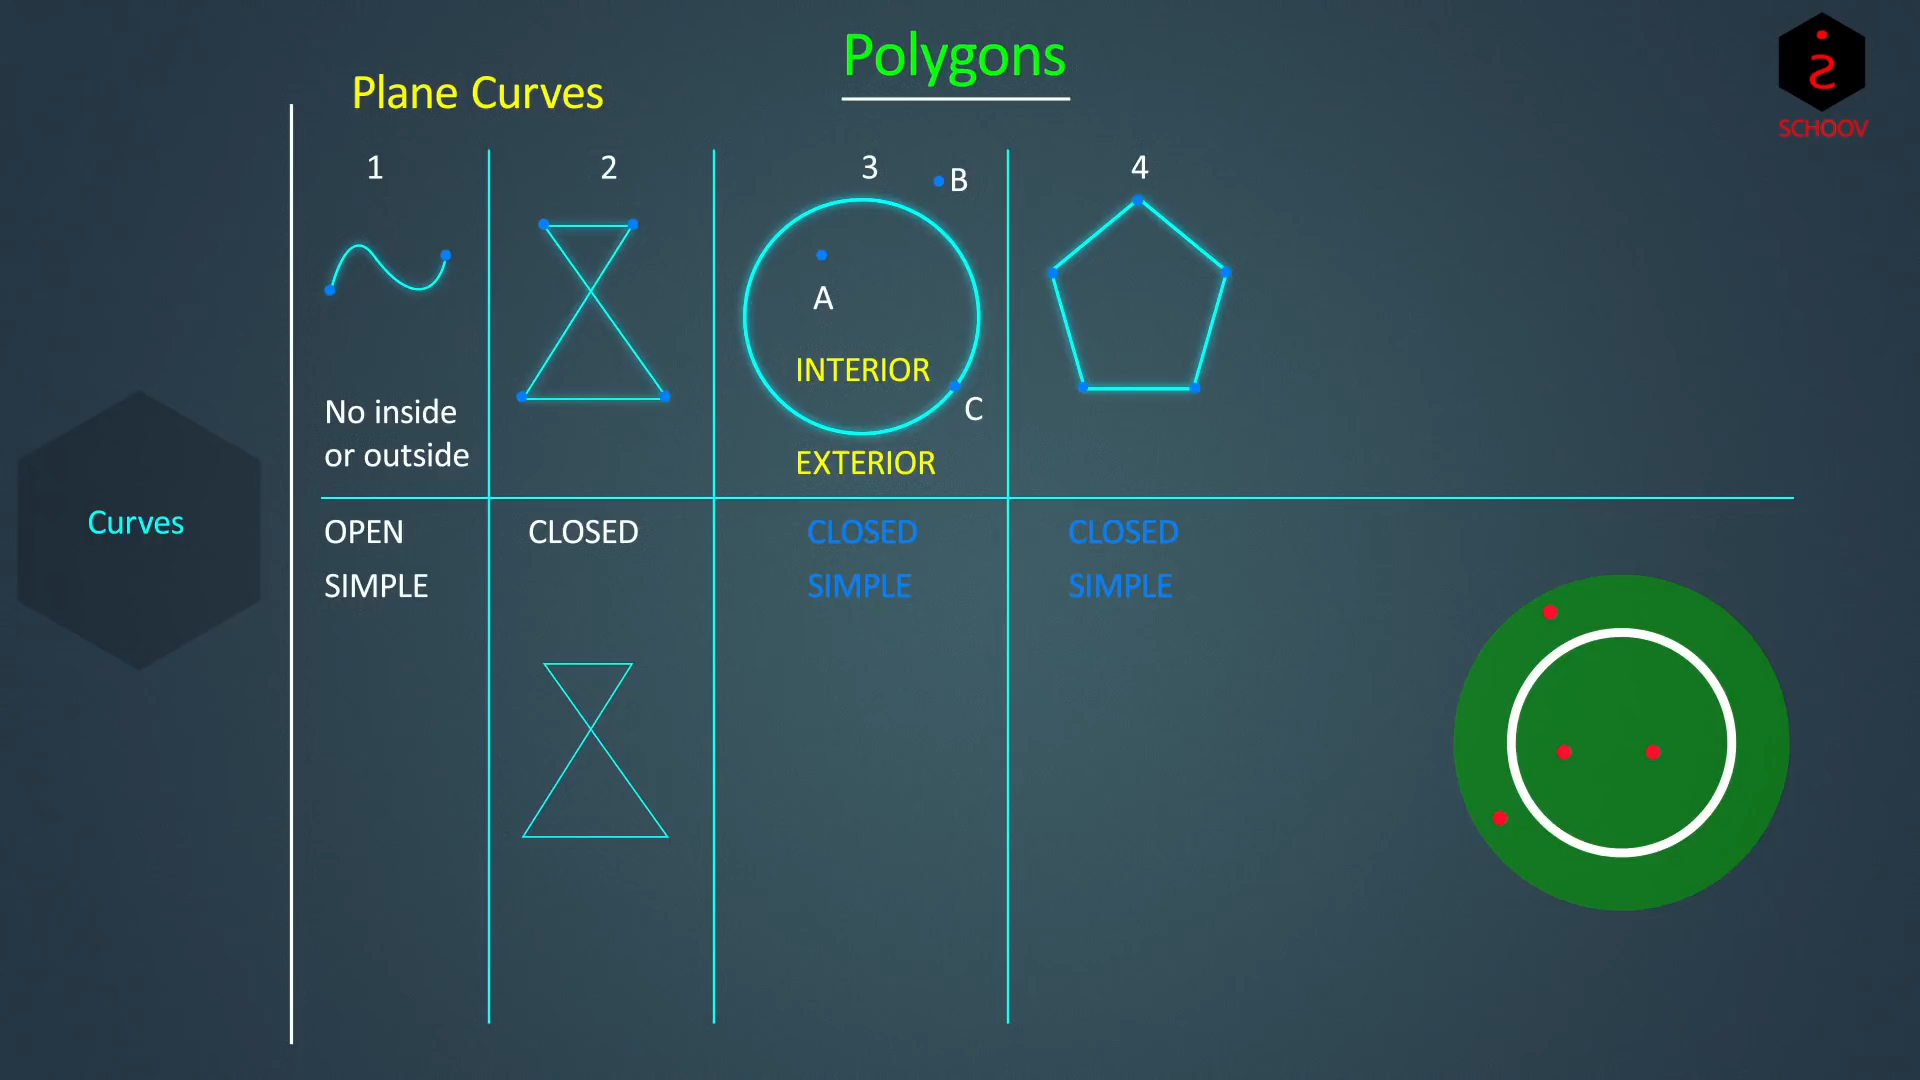 Polygons
SCHOOV
Plane Curves
1
2
3
4
B
A
INTERIOR
C
EXTERIOR
No inside
or outside
Curves
OPEN
CLOSED
CLOSED
CLOSED
SIMPLE
SIMPLE
SIMPLE